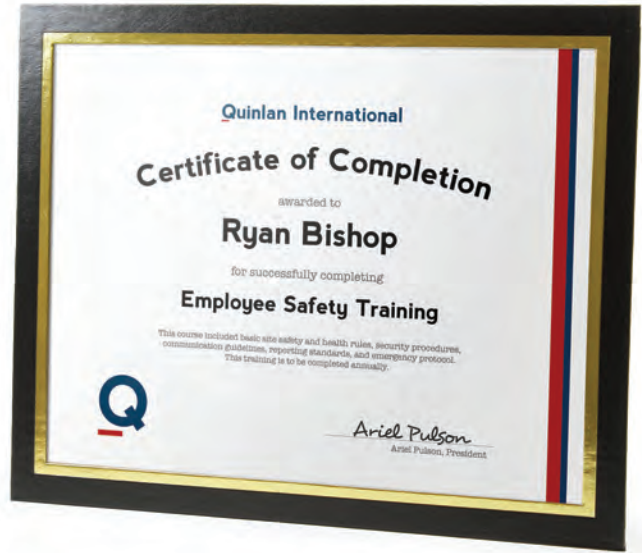 Quinlan International
Certificate of Completion
awarded to
Ryan Bishop
for successfully completing
Employee Safety Training
This course included basic site safety and health rules, security procedures,
communication guidelines, reporting standards, and emergency protocol.
This training is to be completed annually.
Q
Ariel Pulson
Ariel Pulson, President